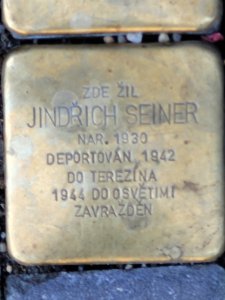 ZDE ŽIL
JINDŘICH SEINER
NAR. 1930
DEPORTOVÁN 1942
DO TEREZÍNA
1944 DO OSVĚTIMI
ZAVRAŽDĚN